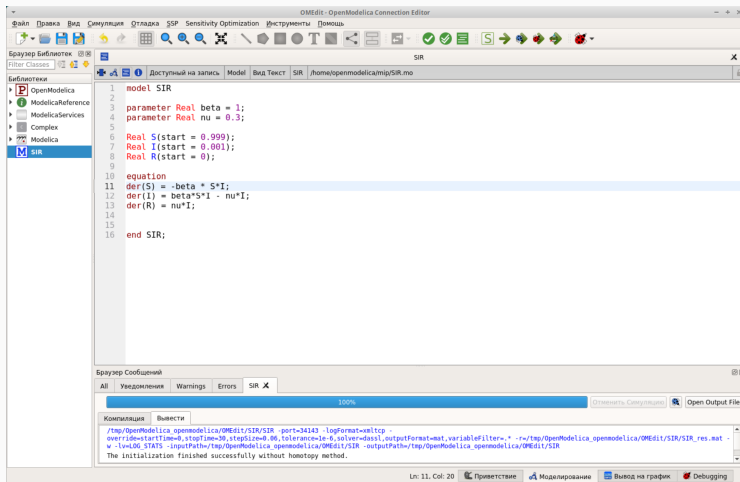 OMEdit - OpenModelica Connection Editor
Файл Правка Вид Симуляция Отладка SSP Sensitivity Optimization Инструменты Помощь
Браузер Библиотек
Filter Classes
Библиотеки
OpenModelica
ModelicaReference
ModelicaServices
Complex
Modelica
SIR
SIR
Доступный на запись Model Вид Текст SIR /home/openmodelica/mip/SIR.mo
1 model SIR
2
3 parameter Real beta = 1;
4 parameter Real nu = 0.3;
5
6 Real S(start = 0.999);
7 Real I(start = 0.001);
8 Real R(start = 0);
9
10 equation
11 der(S) = -beta * S*I;
12 der(I) = beta*S*I - nu*I;
13 der(R) = nu*I;
14
15
16 end SIR;
Браузер Сообщений
All Уведомления Warnings Errors SIR
100%
Отменить Симуляцию Open Output File
Компиляция Вывести
/tmp/OpenModelica_openmodelica/OMEdit/SIR/SIR -port=34143 -logFormat=xmltcp -
override=startTime=0,stopTime=30,stepSize=0.06,tolerance=1e-6,solver=dassl,outputFormat=mat,variableFilter=.* -r=/tmp/OpenModelica_openmodelica/OMEdit/SIR/SIR_res.mat -
w -lv=LOG_STATS -inputPath=/tmp/OpenModelica_openmodelica/OMEdit/SIR -outputPath=/tmp/OpenModelica_openmodelica/OMEdit/SIR
The initialization finished successfully without homotopy method.
Ln: 11, Col: 20 Приветствие Моделирование Вывод на график Debugging